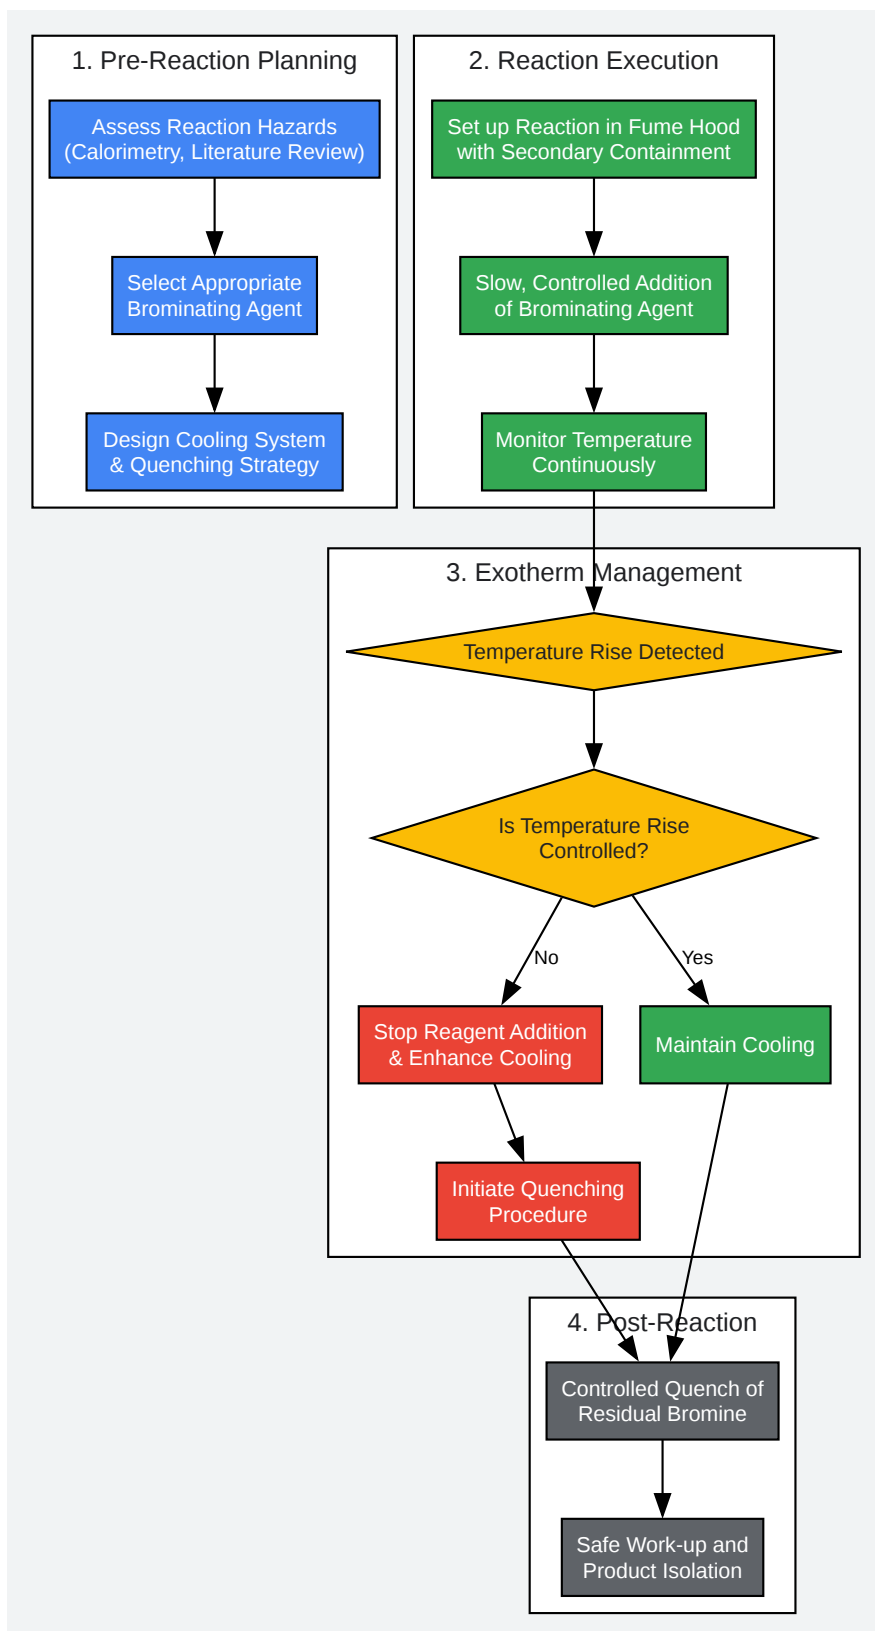 1. Pre-Reaction Planning
Assess Reaction Hazards
(Calorimetry, Literature Review)
Select Appropriate
Brominating Agent
Design Cooling System
& Quenching Strategy
2. Reaction Execution
Set up Reaction in Fume Hood
with Secondary Containment
Slow, Controlled Addition
of Brominating Agent
Monitor Temperature
Continuously
3. Exotherm Management
Temperature Rise Detected
Is Temperature Rise
Controlled?
No
Yes
Stop Reagent Addition
& Enhance Cooling
Maintain Cooling
Initiate Quenching
Procedure
4. Post-Reaction
Controlled Quench of
Residual Bromine
Safe Work-up and
Product Isolation